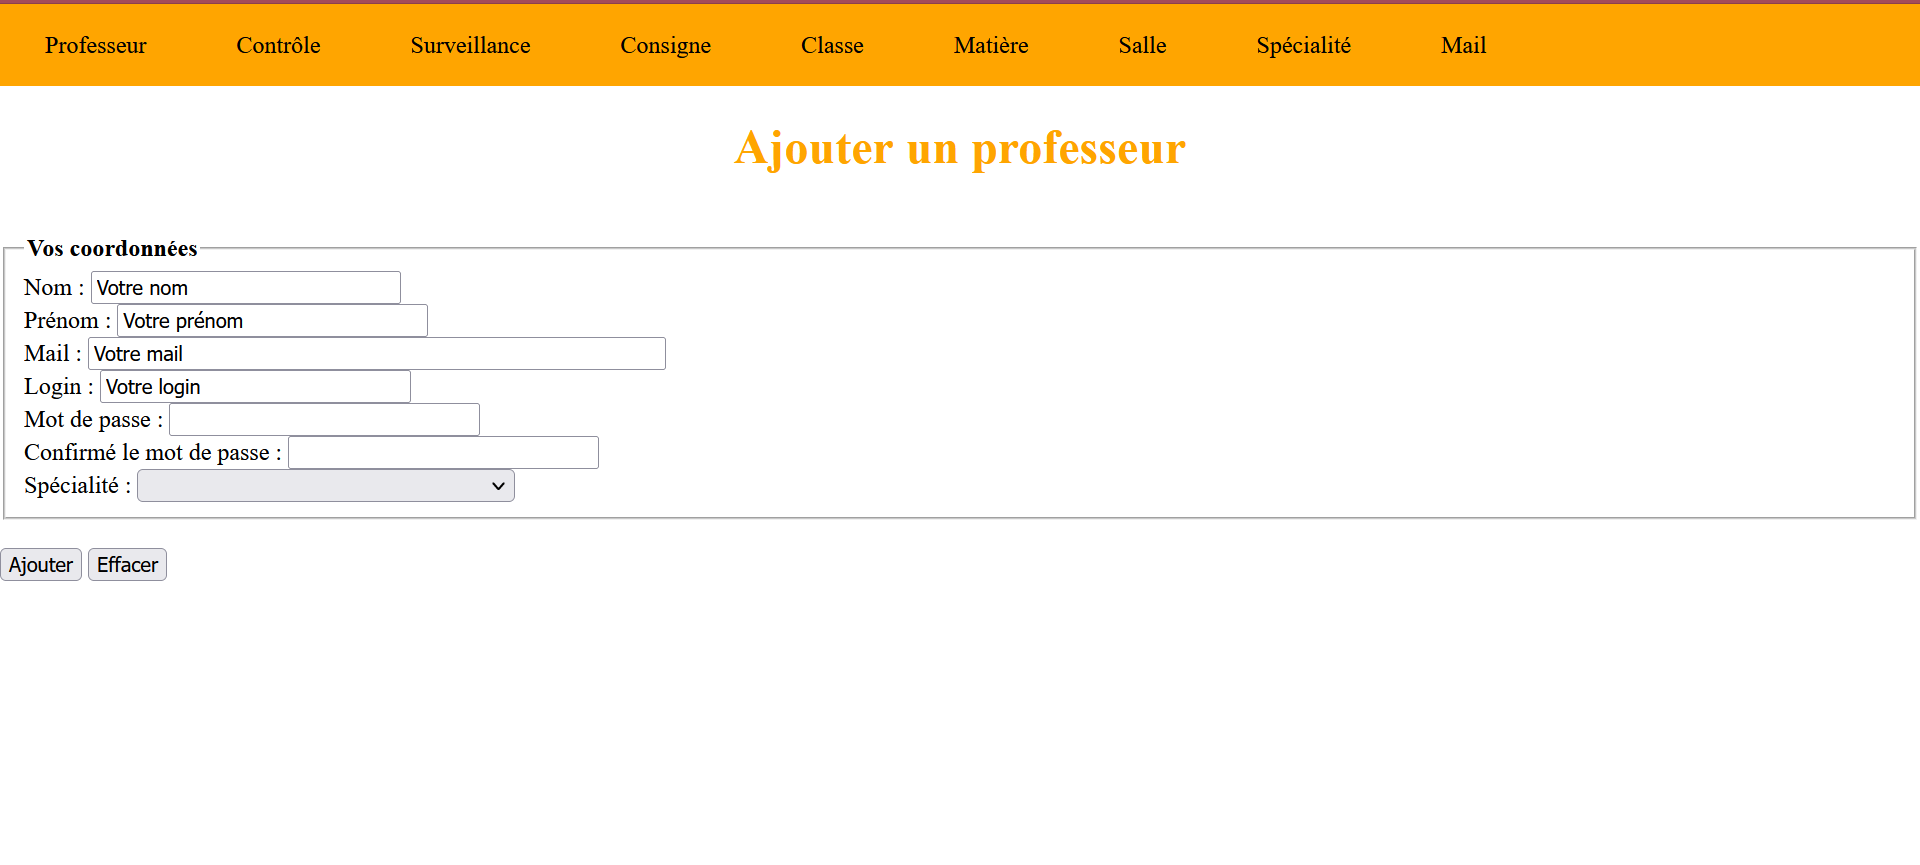 Professeur Contrôle Surveillance Consigne Classe Matière Salle Spécialité Mail
Ajouter un professeur
Vos coordonnées
Nom : Votre nom
Prénom : Votre prénom
Mail : Votre mail
Login : Votre login
Mot de passe :
Confirmé le mot de passe :
Spécialité :
Ajouter Effacer